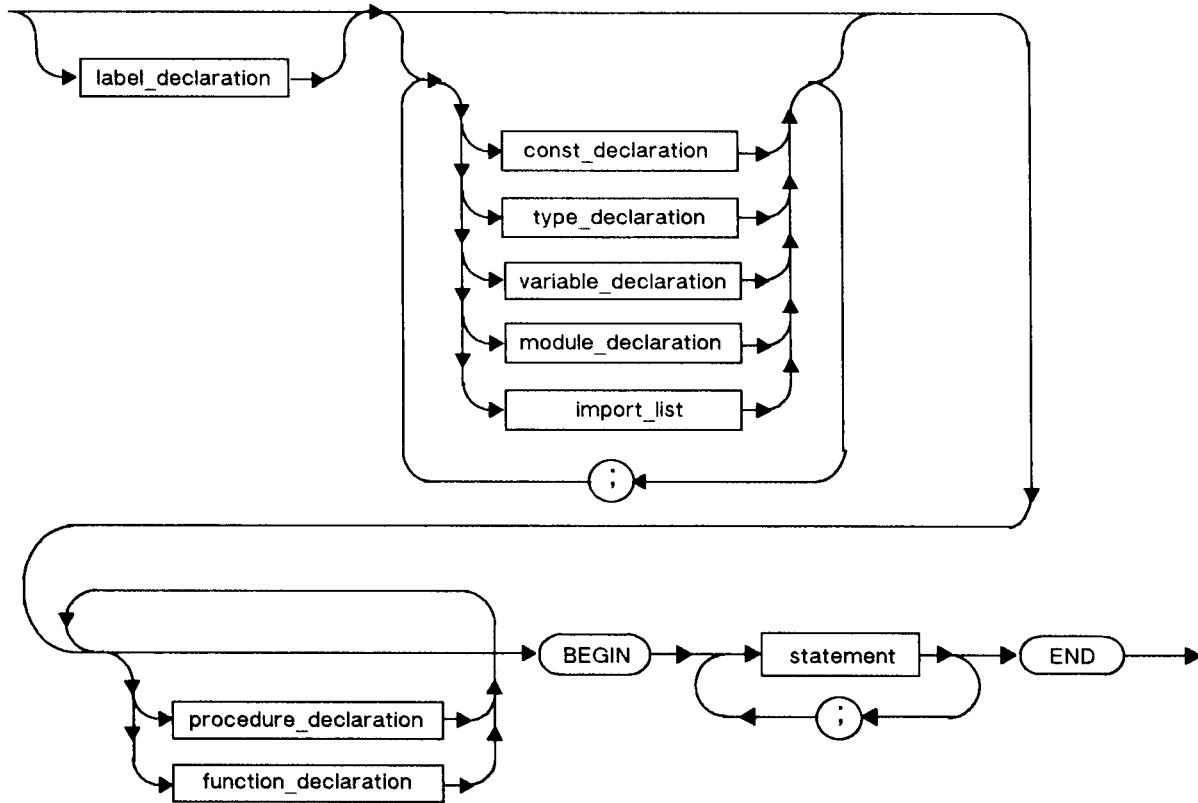 label_declaration
const_declaration
type_declaration
variable_declaration
module_declaration
import_list
;
BEGIN
statement
END
;
procedure_declaration
function_declaration